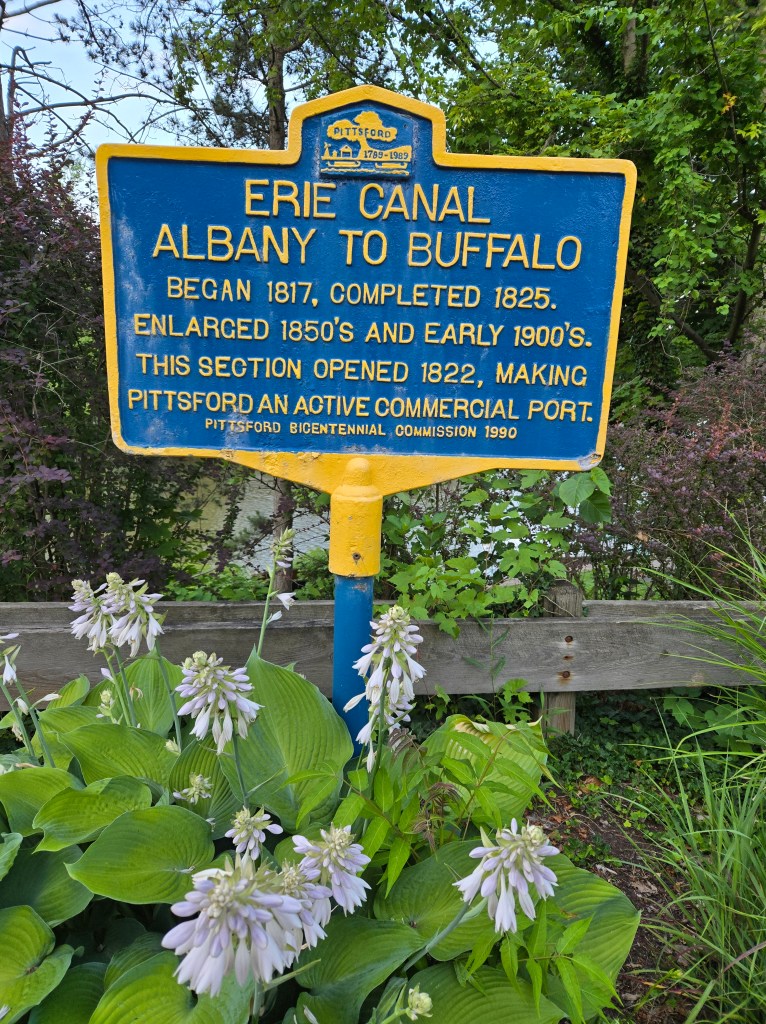 PITTSFORD
1789-1989
ERIE CANAL
ALBANY TO BUFFALO
BEGAN 1817, COMPLETED 1825.
ENLARGED 1850'S AND EARLY 1900'S.
THIS SECTION OPENED 1822, MAKING
PITTSFORD AN ACTIVE COMMERCIAL PORT.
PITTSFORD BICENTENNIAL COMMISSION 1990